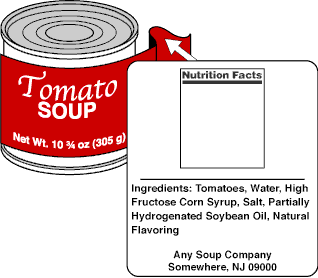 Tomato
SOUP
Net Wt. 10 ¾ oz (305 g)
Nutrition Facts
Ingredients: Tomatoes, Water, High
Fructose Corn Syrup, Salt, Partially
Hydrogenated Soybean Oil, Natural
Flavoring
Any Soup Company
Somewhere, NJ 09000